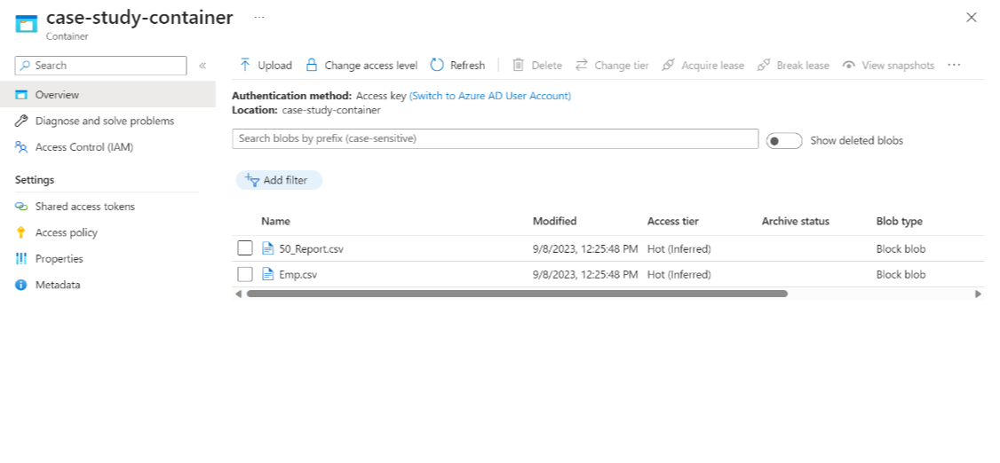 case-study-container ...
Container
Search «
Overview
Diagnose and solve problems
Access Control (IAM)
Settings
Shared access tokens
Access policy
Properties
Metadata
Upload Change access level Refresh Delete Change tier Acquire lease Break lease View snapshots ...
Authentication method: Access key (Switch to Azure AD User Account)
Location: case-study-container
Search blobs by prefix (case-sensitive) Show deleted blobs
Add filter
Name Modified Access tier Archive status Blob type
50_Report.csv 9/8/2023, 12:25:48 PM Hot (Inferred) Block blob
Emp.csv 9/8/2023, 12:25:48 PM Hot (Inferred) Block blob